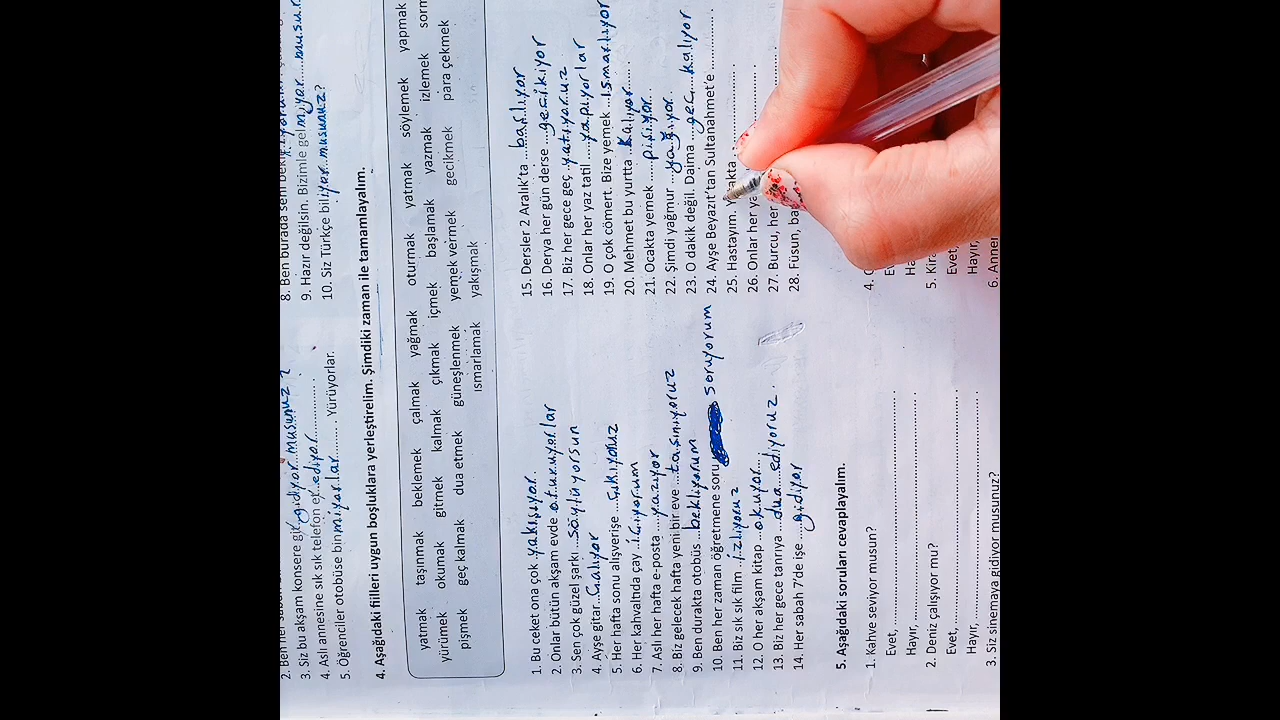 2. Ben her sabah
3. Siz bu akşam konsere gidiyor musunuz?
4. Aslı annesine sık sık telefon et..ediyor..............
5. Öğrenciler otobüse binmiyorlar........ Yürüyorlar.
8. Ben burada seni
9. Hazır değilsin. Bizimle gelmiyor....musun
10. Siz Türkçe biliyor musunuz?
4. Aşağıdaki fiilleri uygun boşluklara yerleştirelim. Şimdiki zaman ile tamamlayalım.
yatmak taşınmak beklemek çalmak yağmak oturmak yatmak söylemek yapmak
yürümek okumak gitmek kalmak çıkmak içmek başlamak yazmak izlemek sorm
pişmek geç kalmak dua etmek güneşlenmek yemek vermek gecikmek para çekmek
ısmarlamak yakışmak
1. Bu ceket ona çok yakışıyor.
2. Onlar bütün akşam evde oturuyorlar
3. Sen çok güzel şarkı ..söylüyorsun
4. Ayşe gitar..çalıyor
5. Her hafta sonu alışverişe ...çıkıyoruz
6. Her kahvaltıda çay ..içiyorum
7. Aslı her hafta e-posta ....yazıyor
8. Biz gelecek hafta yeni bir eve ...taşınıyoruz
9. Ben durakta otobüs ..bekliyorum
10. Ben her zaman öğretmene soru soruyorum
11. Biz sık sık film ..izliyoruz
12. O her akşam kitap ..okuyor...
13. Biz her gece tanrıya ..dua..ediyoruz.
14. Her sabah 7'de işe ....gidiyor
15. Dersler 2 Aralık'ta ..başlıyor
16. Derya her gün derse ...gecikiyor
17. Biz her gece geç ..yatıyoruz
18. Onlar her yaz tatil ....yapıyorlar
19. O çok cömert. Bize yemek ...ısmarlıyor
20. Mehmet bu yurtta ..kalıyor.....
21. Ocakta yemek .....pişiyor
22. Şimdi yağmur ....yağıyor
23. O dakik değil. Daima ..geç..kalıyor
24. Ayşe Beyazıt'tan Sultanahmet'e ..............
25. Hastayım.
26. Onlar her
27. Burcu, her
28. Füsun,
5. Aşağıdaki soruları cevaplayalım.
1. Kahve seviyor musun?
Evet, ..............................................
Hayır, ..............................................
2. Deniz çalışıyor mu?
Evet, ..............................................
Hayır, ..............................................
3. Siz sinemaya gidiyor musunuz?
4.
5.
Evet,
Hayır,
6.